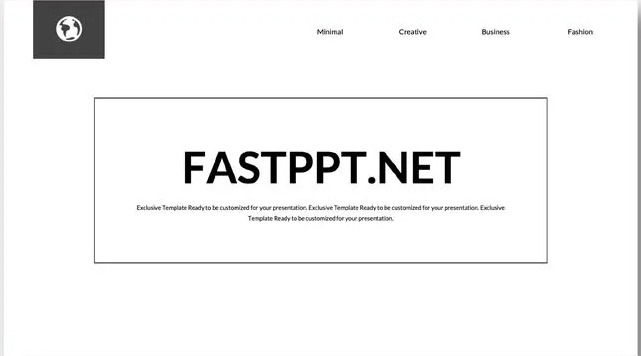 Minimal Creative Business Fashion
FASTPPT.NET
Exclusive Template Ready to be customized for your presentation. Exclusive Template Ready to be customized for your presentation. Exclusive
Template Ready to be customized for your presentation.